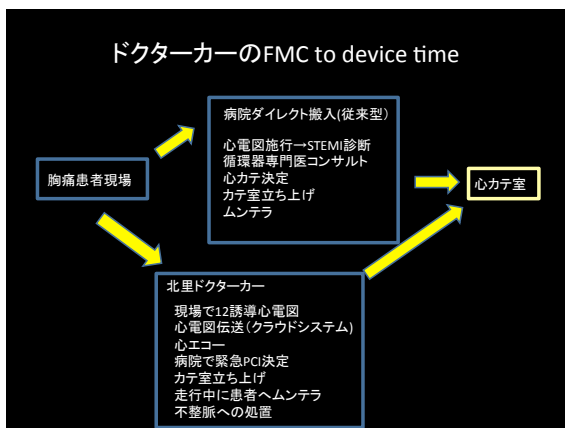 ドクターカーのFMC to device time
病院ダイレクト搬入(従来型)
心電図施行→STEMI診断
循環器専門医コンサルト
心カテ決定
カテ室立ち上げ
ムンテラ
胸痛患者現場
心カテ室
北里ドクターカー
現場で12誘導心電図
心電図伝送(クラウドシステム)
心エコー
病院で緊急PCI決定
カテ室立ち上げ
走行中に患者へムンテラ
不整脈への処置